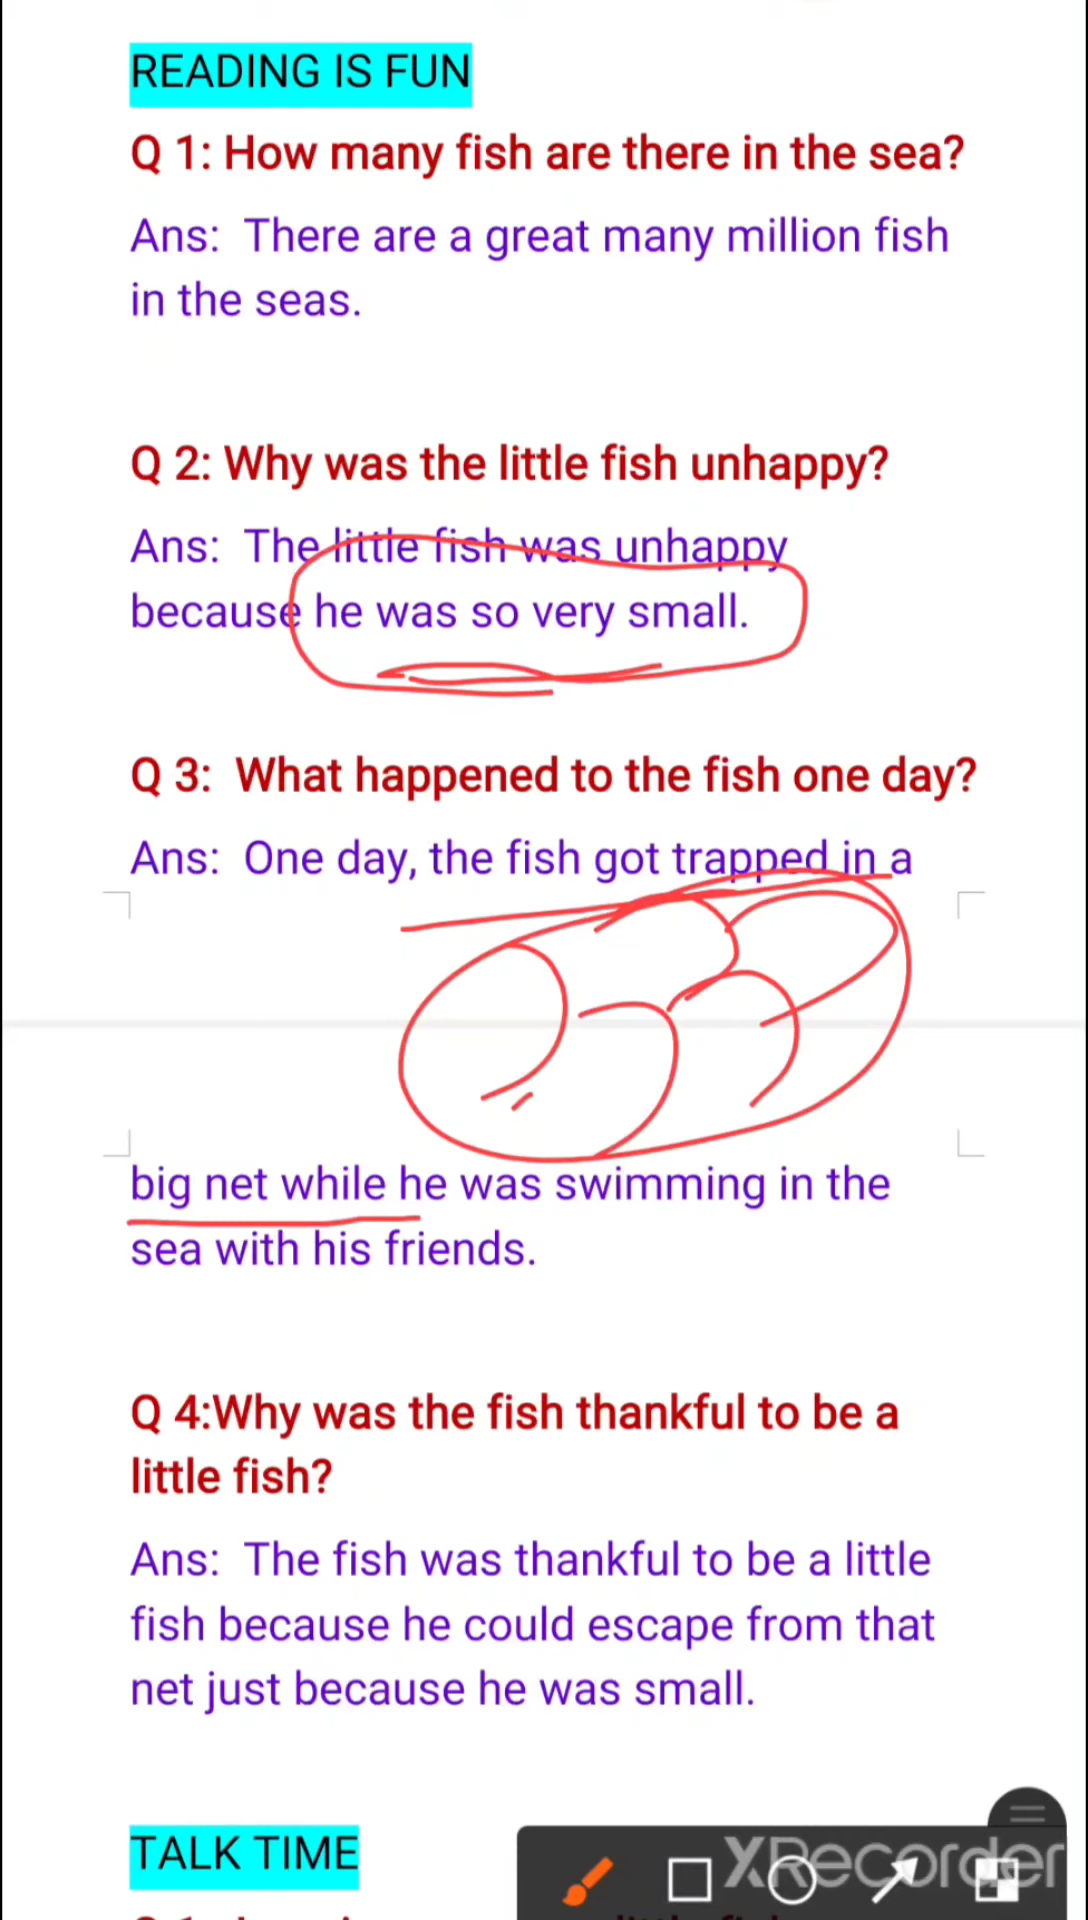 READING IS FUN
Q 1: How many fish are there in the sea?
Ans: There are a great many million fish
in the seas.
Q 2: Why was the little fish unhappy?
Ans: The little fish was unhappy
because he was so very small.
Q 3: What happened to the fish one day?
Ans: One day, the fish got trapped in a
big net while he was swimming in the
sea with his friends.
Q 4:Why was the fish thankful to be a
little fish?
Ans: The fish was thankful to be a little
fish because he could escape from that
net just because he was small.
TALK TIME
XRecorder